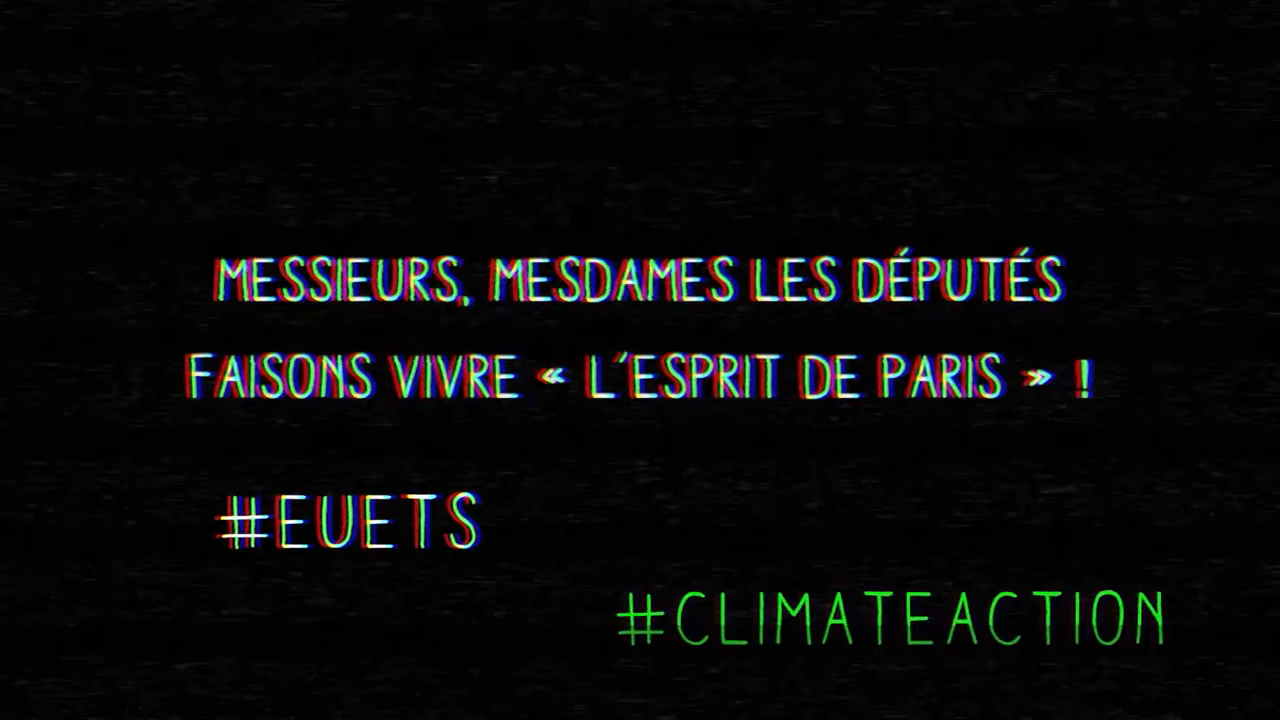 MESSIEURS, MESDAMES LES DÉPUTÉS
FAISONS VIVRE « L'ESPRIT DE PARIS » !
#EUETS
#CLIMATEACTION